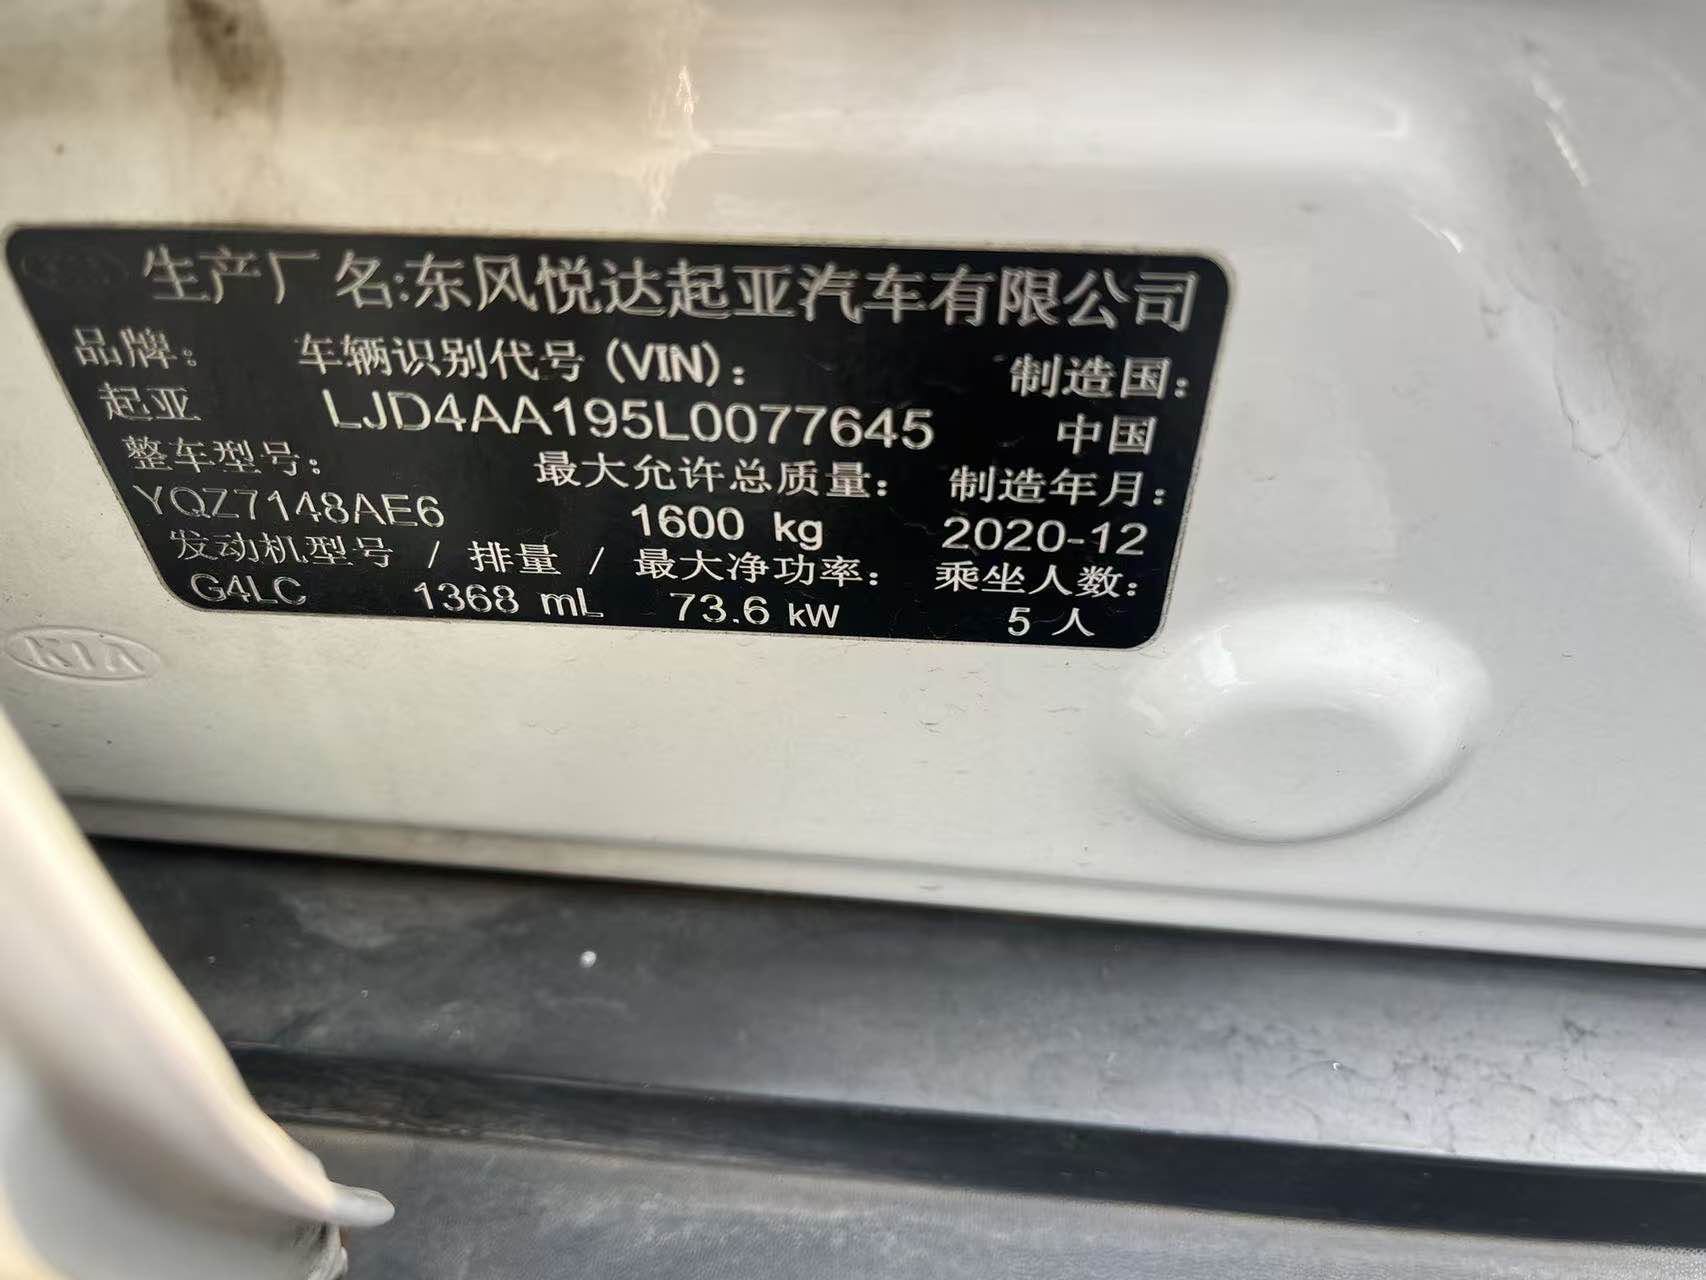 生产厂名:东风悦达起亚汽车有限公司
品牌: 车辆识别代号 (VIN): 制造国:
起亚 LJD4AA195L0077645 中国
整车型号: 最大允许总质量: 制造年月:
YQZ7148AE6 1600 kg 2020-12
发动机型号 / 排量 / 最大净功率: 乘坐人数:
G4LC 1368 mL 73.6 kW 5 人
KIA